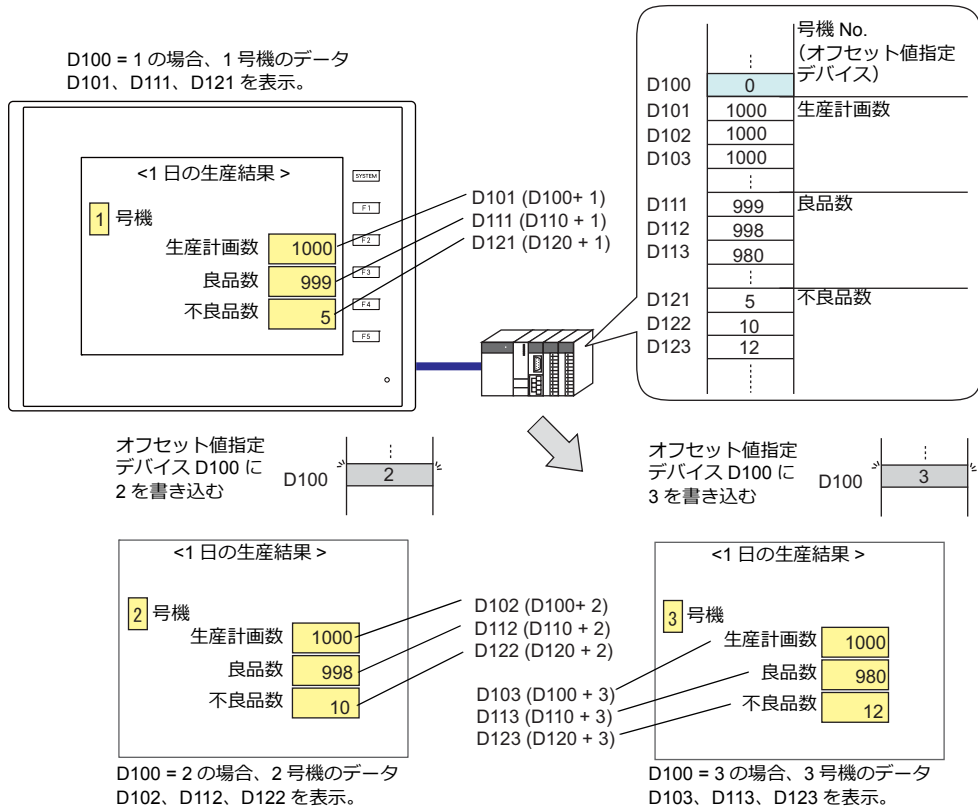 D100 = 1 の場合、1 号機のデータ
D101、D111、D121 を表示。
<1 日の生産結果 >
1 号機
生産計画数 1000
良品数 999
不良品数 5
SYSTEM
F1
F2
F3
F4
F5
D101 (D100+ 1)
D111 (D110 + 1)
D121 (D120 + 1)
号機 No.
（オフセット値指定
デバイス）
D100 0
D101 1000 生産計画数
D102 1000
D103 1000
D111 999 良品数
D112 998
D113 980
D121 5 不良品数
D122 10
D123 12
オフセット値指定
デバイス D100 に
2 を書き込む
D100 2
オフセット値指定
デバイス D100 に
3 を書き込む
D100 3
<1 日の生産結果 >
2 号機
生産計画数 1000
良品数 998
不良品数 10
D102 (D100+ 2)
D112 (D110 + 2)
D122 (D120 + 2)
D103 (D100 + 3)
D113 (D110 + 3)
D123 (D120 + 3)
<1 日の生産結果 >
3 号機
生産計画数 1000
良品数 980
不良品数 12
D100 = 2 の場合、2 号機のデータ
D102、D112、D122 を表示。
D100 = 3 の場合、3 号機のデータ
D103、D113、D123 を表示。